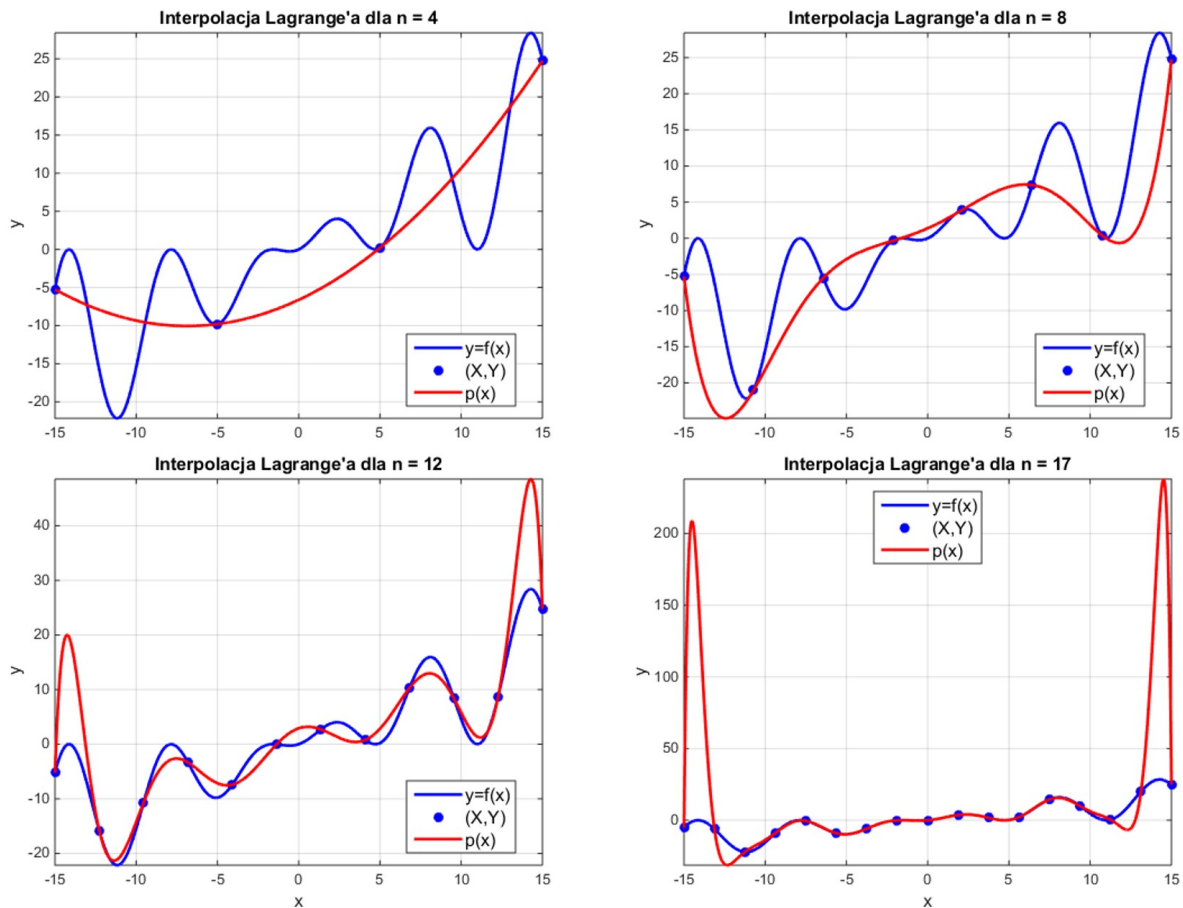 Interpolacja Lagrange'a dla n = 4
25
20
15
10
5
0
-5
-10
-15
-20
y
y=f(x)
(X,Y)
p(x)
-15 -10 -5 0 5 10 15
Interpolacja Lagrange'a dla n = 8
25
20
15
10
5
0
-5
-10
-15
-20
y
y=f(x)
(X,Y)
p(x)
-15 -10 -5 0 5 10 15
Interpolacja Lagrange'a dla n = 12
40
30
20
10
0
-10
-20
y
y=f(x)
(X,Y)
p(x)
-15 -10 -5 0 5 10 15
x
Interpolacja Lagrange'a dla n = 17
y=f(x)
(X,Y)
p(x)
200
150
100
50
0
y
-15 -10 -5 0 5 10 15
x